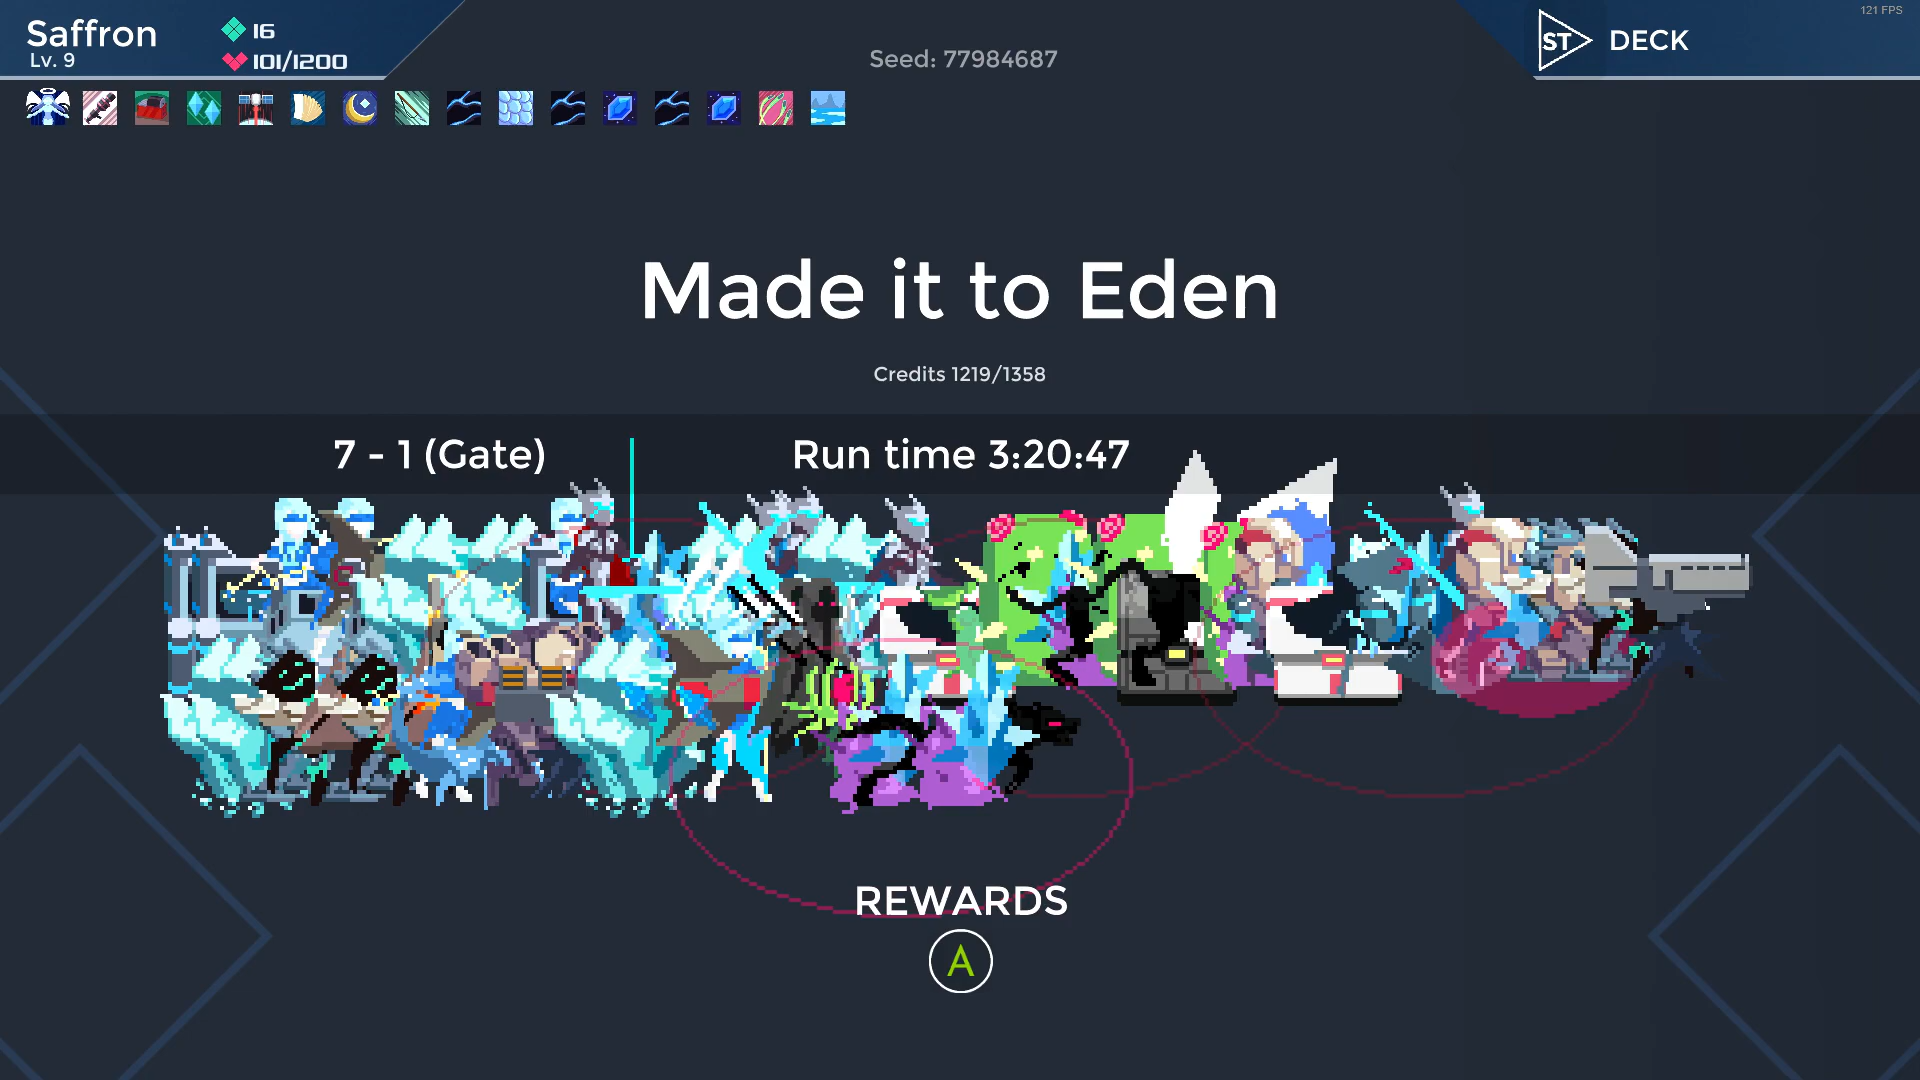 Saffron
Lv. 9
16
101/1200
Seed: 77984687
ST
DECK
121 FPS
Made it to Eden
Credits 1219/1358
7 - 1 (Gate)
Run time 3:20:47
REWARDS
A